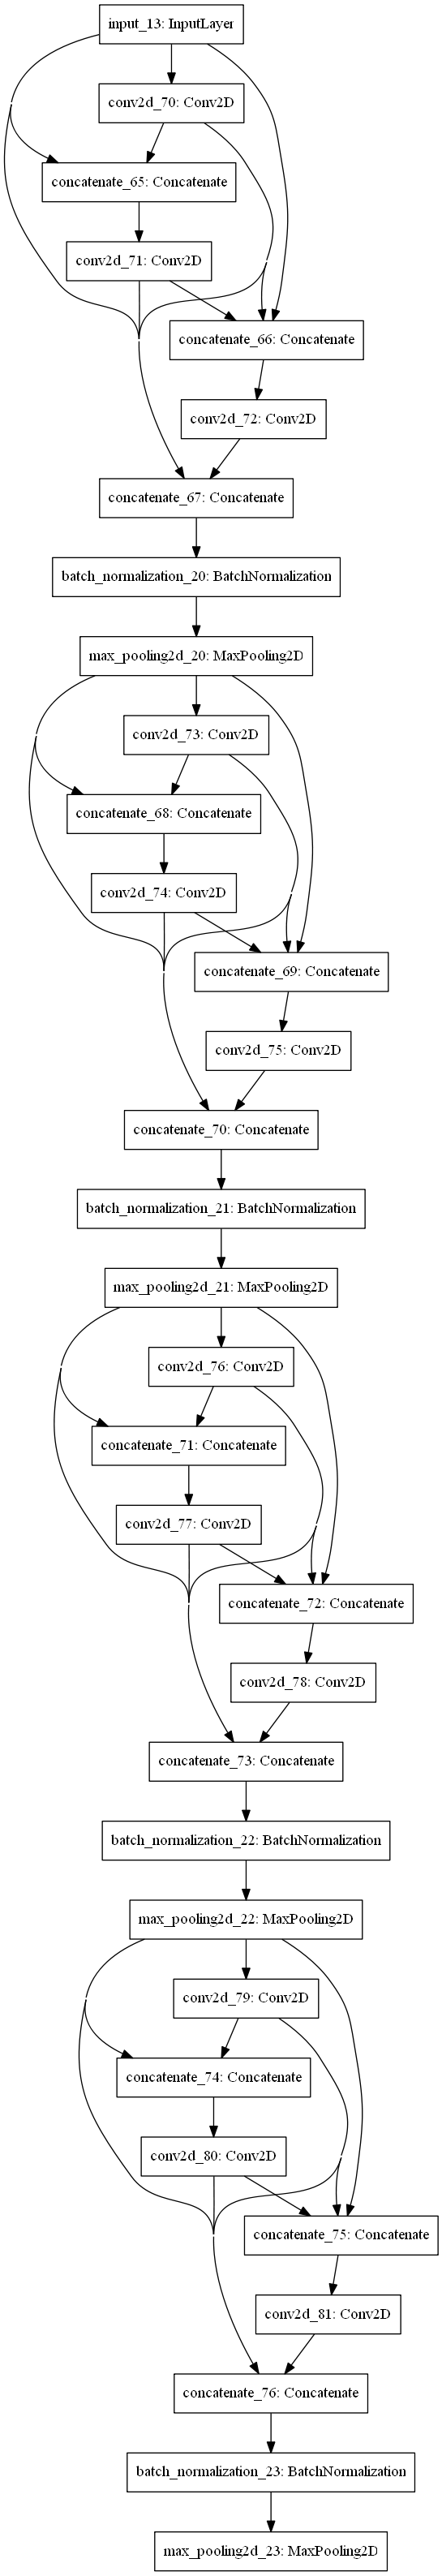 input_13: InputLayer
conv2d_70: Conv2D
concatenate_65: Concatenate
conv2d_71: Conv2D
concatenate_66: Concatenate
conv2d_72: Conv2D
concatenate_67: Concatenate
batch_normalization_20: BatchNormalization
max_pooling2d_20: MaxPooling2D
conv2d_73: Conv2D
concatenate_68: Concatenate
conv2d_74: Conv2D
concatenate_69: Concatenate
conv2d_75: Conv2D
concatenate_70: Concatenate
batch_normalization_21: BatchNormalization
max_pooling2d_21: MaxPooling2D
conv2d_76: Conv2D
concatenate_71: Concatenate
conv2d_77: Conv2D
concatenate_72: Concatenate
conv2d_78: Conv2D
concatenate_73: Concatenate
batch_normalization_22: BatchNormalization
max_pooling2d_22: MaxPooling2D
conv2d_79: Conv2D
concatenate_74: Concatenate
conv2d_80: Conv2D
concatenate_75: Concatenate
conv2d_81: Conv2D
concatenate_76: Concatenate
batch_normalization_23: BatchNormalization
max_pooling2d_23: MaxPooling2D